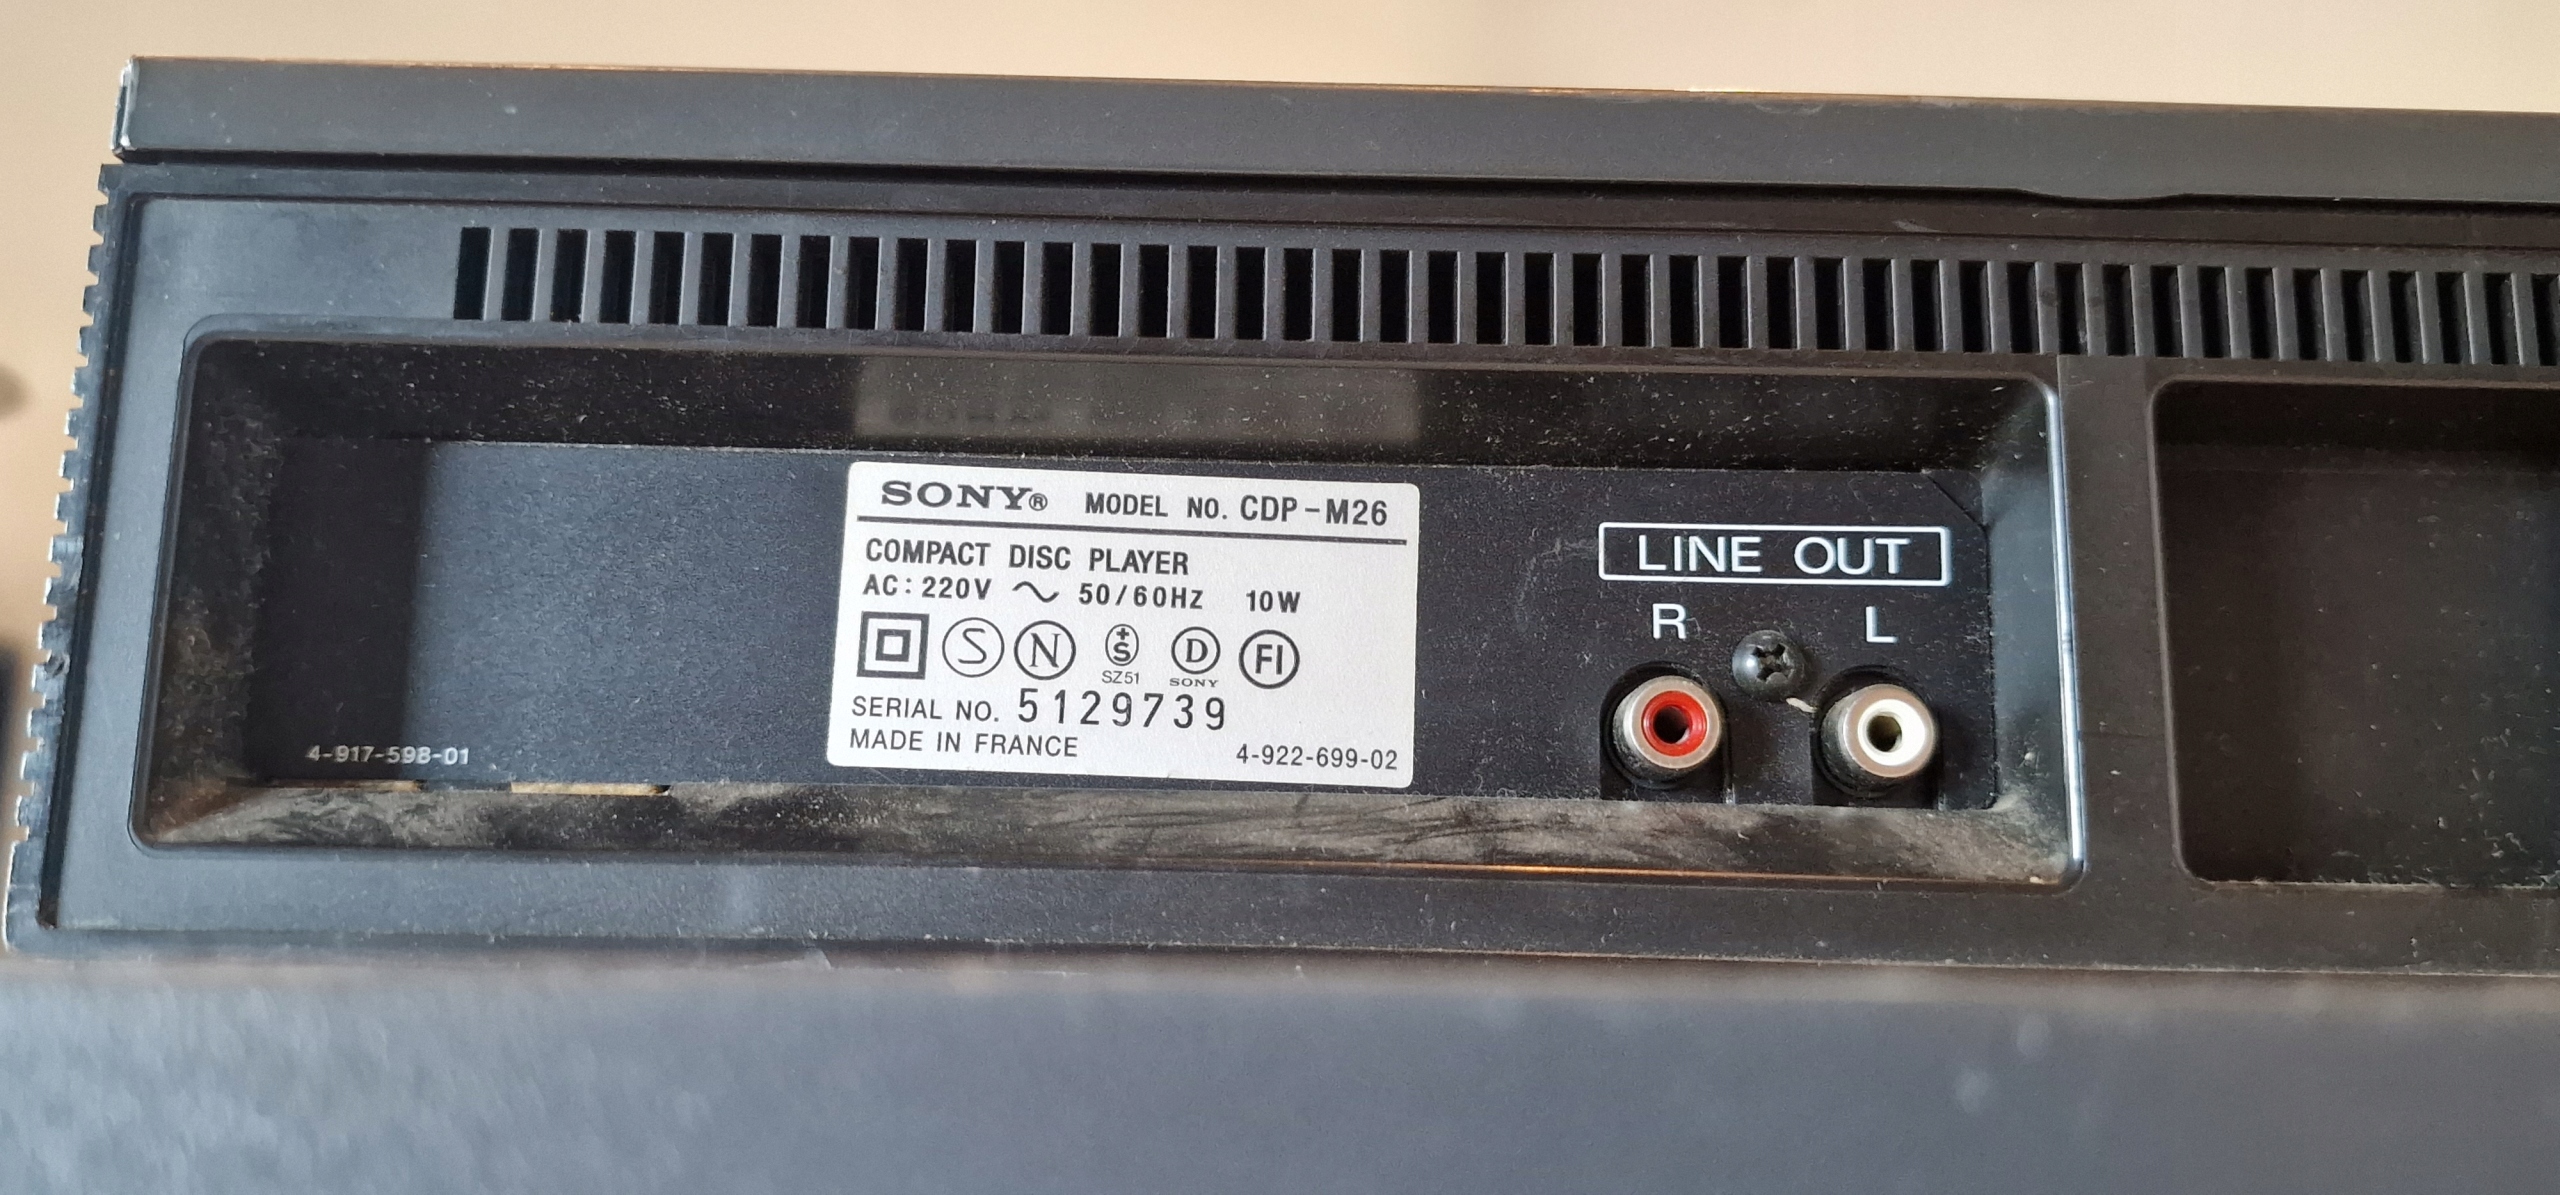 SONY® MODEL NO. CDP-M26
COMPACT DISC PLAYER
AC: 220V ~ 50/60HZ 10W
S N +S D FI
SZ51 SONY
SERIAL NO. 5129739
MADE IN FRANCE 4-922-699-02
4-917-598-01
LINE OUT
R L